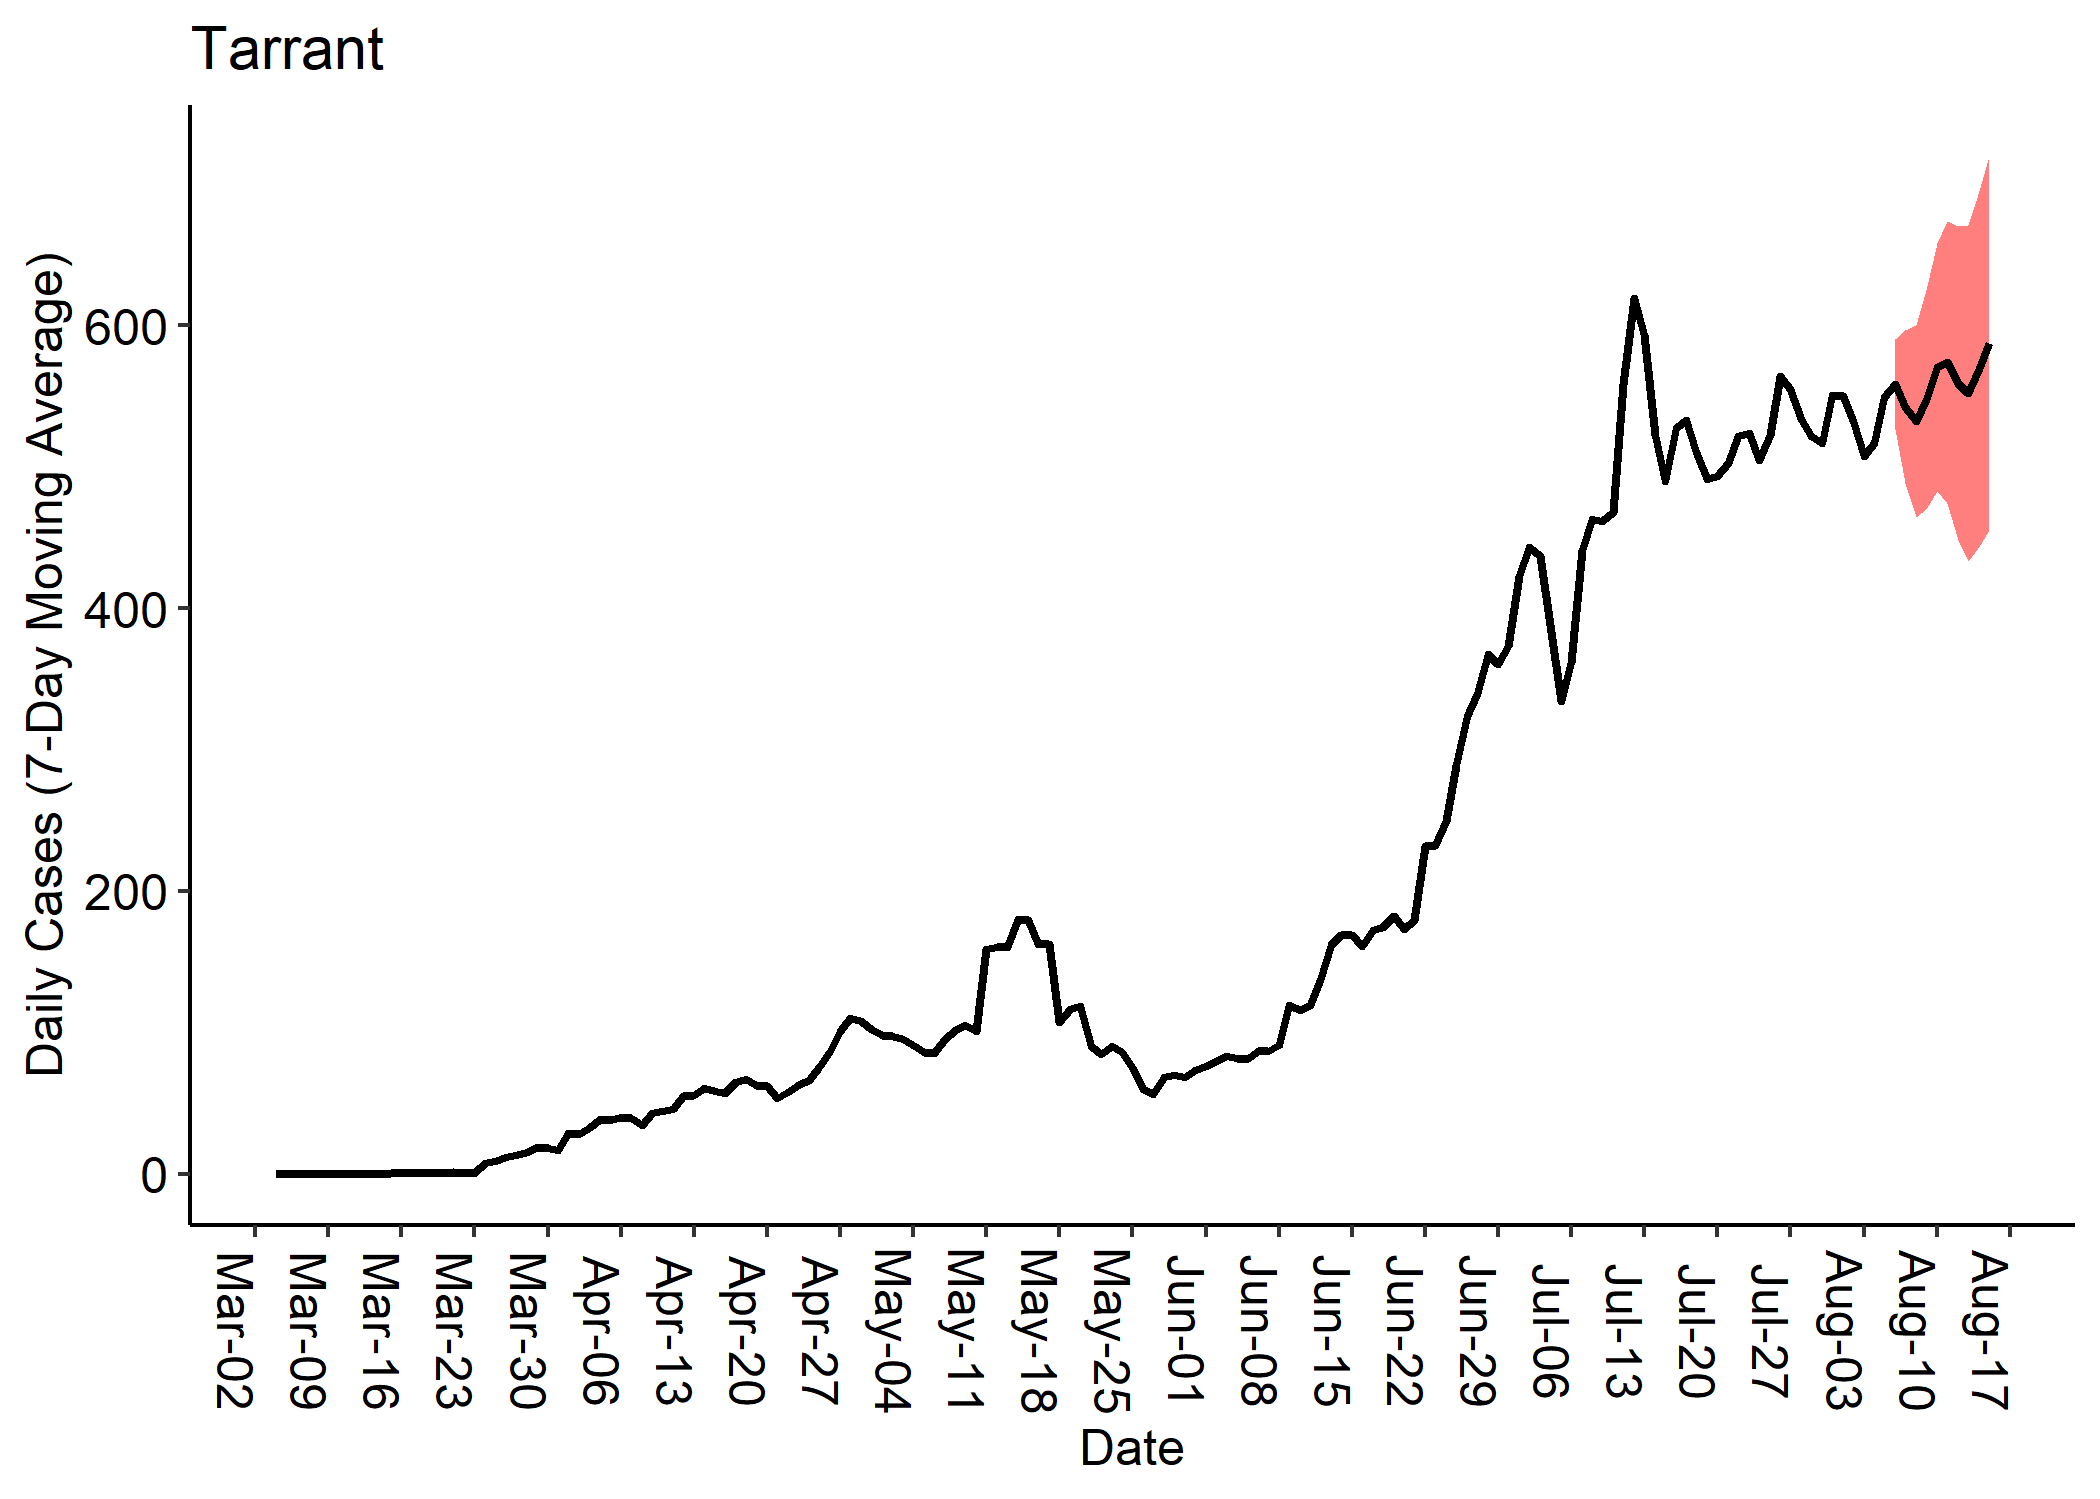 Tarrant
Daily Cases (7-Day Moving Average)
600
400
200
0
Mar-02
Mar-09
Mar-16
Mar-23
Mar-30
Apr-06
Apr-13
Apr-20
Apr-27
May-04
May-11
May-18
May-25
Jun-01
Jun-08
Jun-15
Jun-22
Jun-29
Jul-06
Jul-13
Jul-20
Jul-27
Aug-03
Aug-10
Aug-17
Date